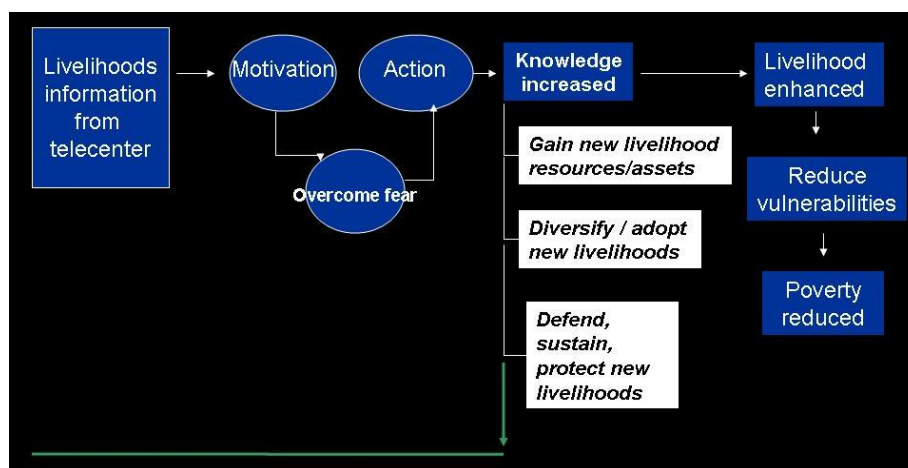 Livelihoods
information
from
telecenter
Motivation
Overcome fear
Action
Knowledge
increased
Gain new livelihood
resources/assets
Diversify / adopt
new livelihoods
Defend,
sustain,
protect new
livelihoods
Livelihood
enhanced
Reduce
vulnerabilities
Poverty
reduced